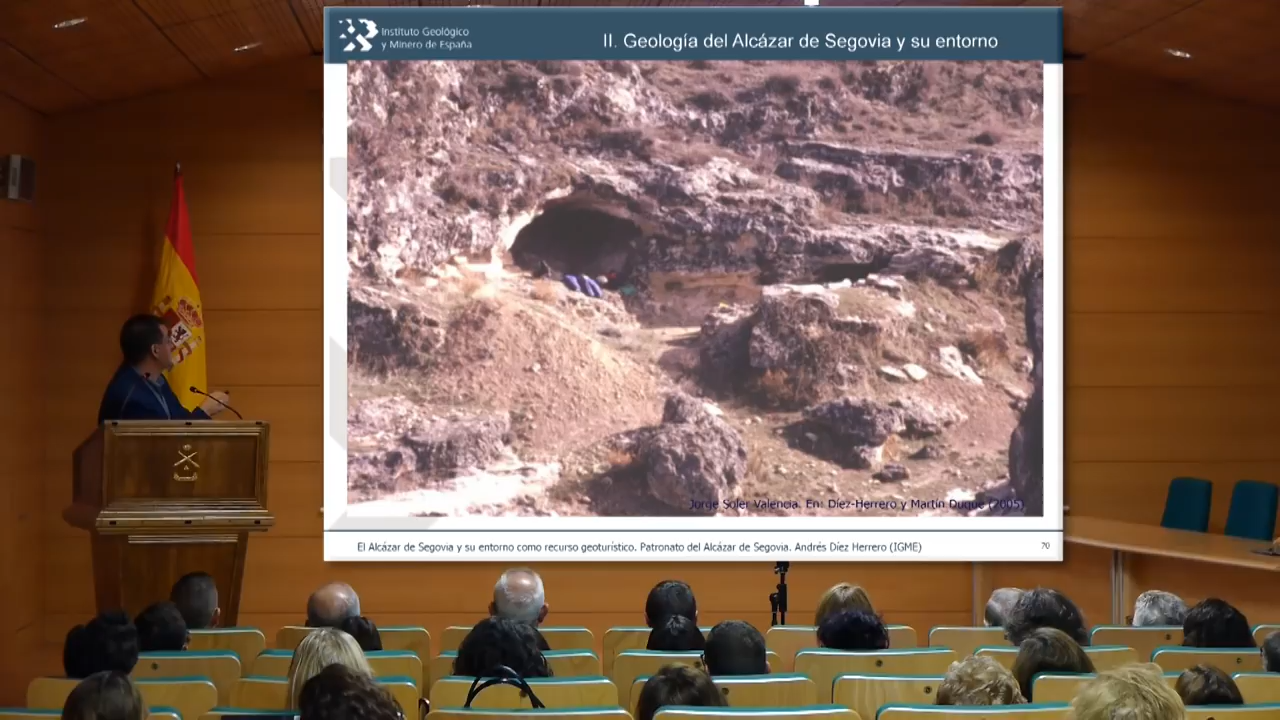 Instituto Geológico
y Minero de España
II. Geología del Alcázar de Segovia y su entorno
Jorge Soler Valencia. En: Díez-Herrero y Martín Duque (2005)
El Alcázar de Segovia y su entorno como recurso geoturístico. Patronato del Alcázar de Segovia. Andrés Díez Herrero (IGME)
70